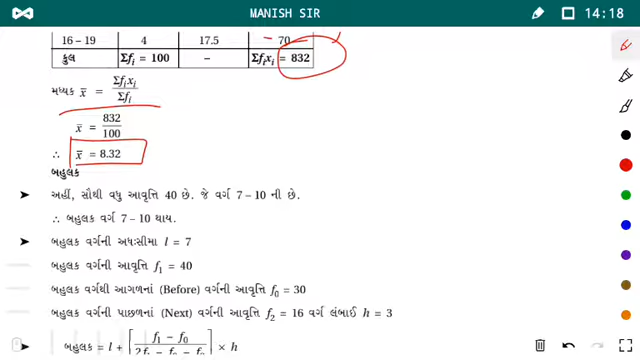 MANISH SIR
14:18
16 – 19 4 17.5 70
કુલ Σfi = 100 – Σfixi = 832
મધ્યક x̄ = Σfixi / Σfi
x̄ = 832 / 100
∴ x̄ = 8.32
બહુલક
➤ અહીં, સૌથી વધુ આવૃત્તિ 40 છે. જે વર્ગ 7 – 10 ની છે.
∴ બહુલક વર્ગ 7 – 10 થાય.
➤ બહુલક વર્ગની અધઃસીમા l = 7
બહુલક વર્ગની આવૃત્તિ f1 = 40
બહુલક વર્ગથી આગળનાં (Before) વર્ગની આવૃત્તિ f0 = 30
બહુલક વર્ગની પાછળનાં (Next) વર્ગની આવૃત્તિ f2 = 16 વર્ગ લંબાઈ h = 3
➤ બહુલક = l + [ f1 – f0 / 2f1 – f0 – f2 ] × h